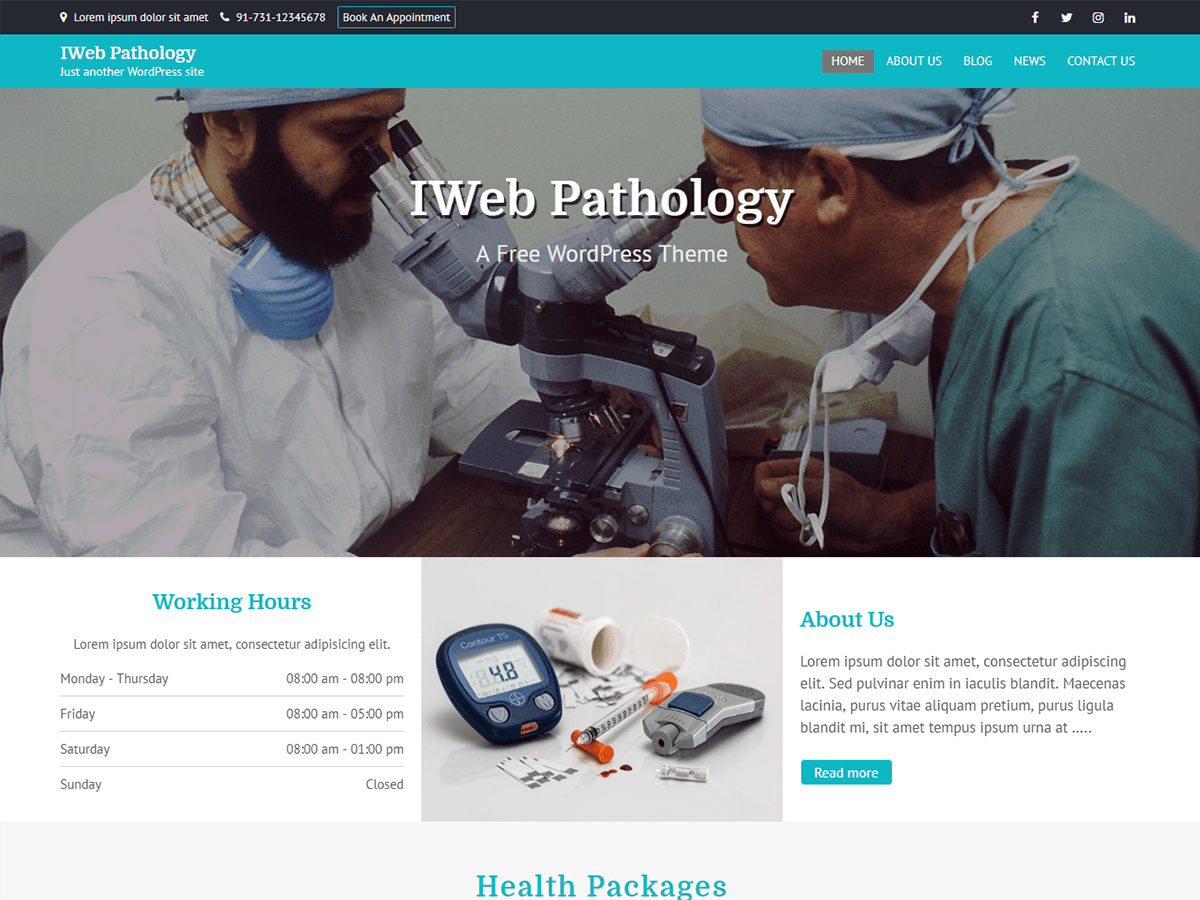 Lorem ipsum dolor sit amet 91-731-12345678 Book An Appointment
IWeb Pathology
Just another WordPress site
HOME ABOUT US BLOG NEWS CONTACT US
IWeb Pathology
A Free WordPress Theme
Working Hours
Lorem ipsum dolor sit amet, consectetur adipisicing elit.
Monday - Thursday 08:00 am - 08:00 pm
Friday 08:00 am - 05:00 pm
Saturday 08:00 am - 01:00 pm
Sunday Closed
Contour TS
4.8
About Us
Lorem ipsum dolor sit amet, consectetur adipiscing
elit. Sed pulvinar enim in iaculis blandit. Maecenas
lacinia, purus vitae aliquam pretium, purus ligula
blandit mi, sit amet tempus ipsum urna at .....
Read more
Health Packages